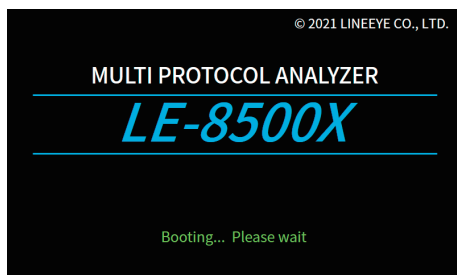 © 2021 LINEEYE CO., LTD.
MULTI PROTOCOL ANALYZER
LE-8500X
Booting... Please wait